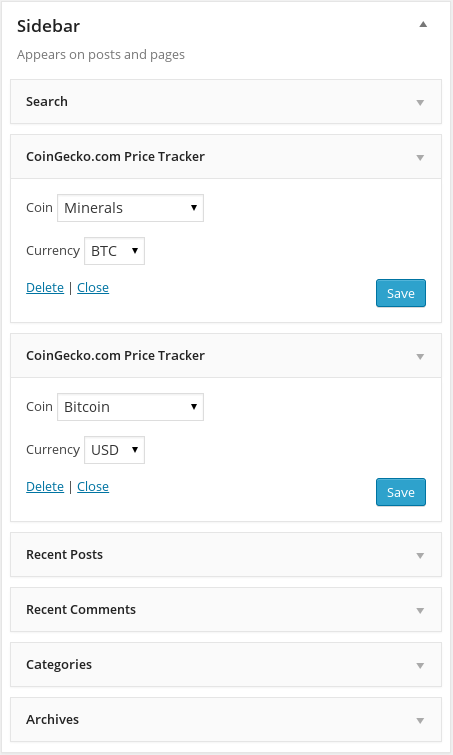 Sidebar
Appears on posts and pages
Search
CoinGecko.com Price Tracker
Coin Minerals
Currency BTC
Delete | Close Save
CoinGecko.com Price Tracker
Coin Bitcoin
Currency USD
Delete | Close Save
Recent Posts
Recent Comments
Categories
Archives